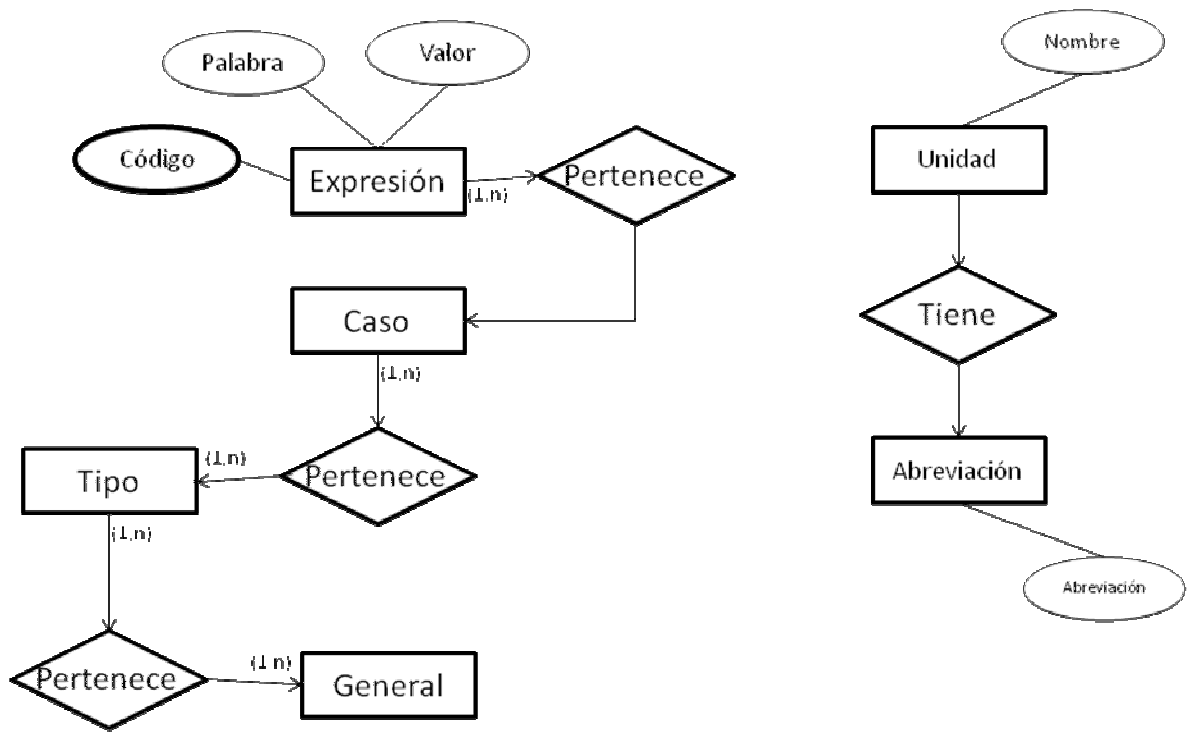 Palabra
Valor
Nombre
Código
Expresión
(1,n)
Pertenece
Unidad
Caso
(1,n)
Tiene
Tipo
(1,n)
Pertenece
Abreviación
(1,n)
Abreviación
Pertenece
(1 n)
General